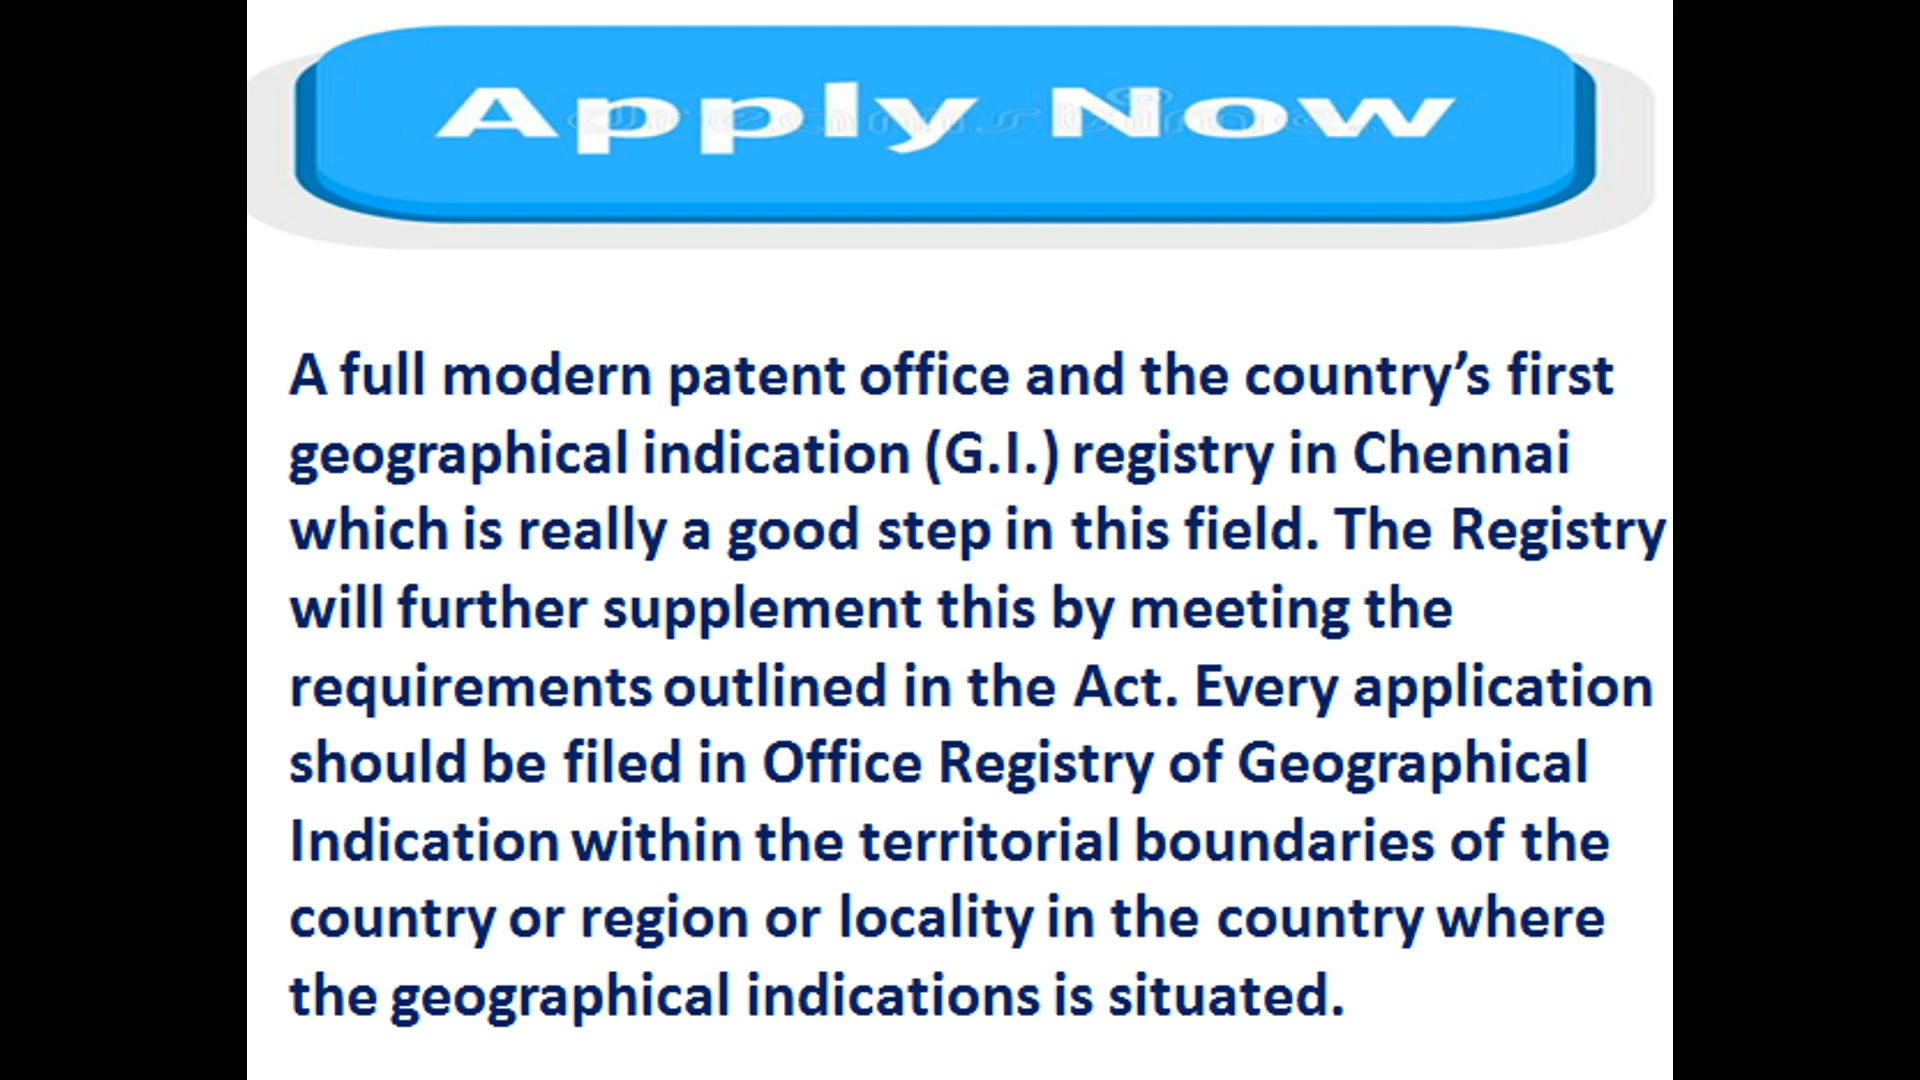 Apply Now
A full modern patent office and the country’s first
geographical indication (G.I.) registry in Chennai
which is really a good step in this field. The Registry
will further supplement this by meeting the
requirements outlined in the Act. Every application
should be filed in Office Registry of Geographical
Indication within the territorial boundaries of the
country or region or locality in the country where
the geographical indications is situated.